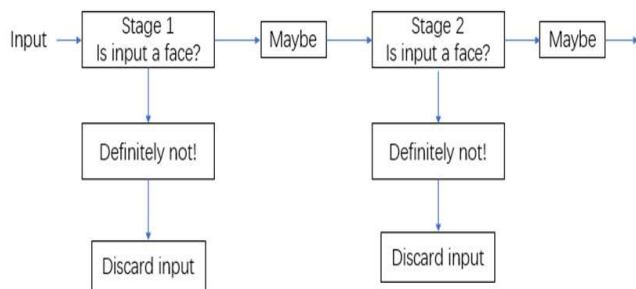 Input
Stage 1
Is input a face?
Maybe
Stage 2
Is input a face?
Maybe
Definitely not!
Definitely not!
Discard input
Discard input